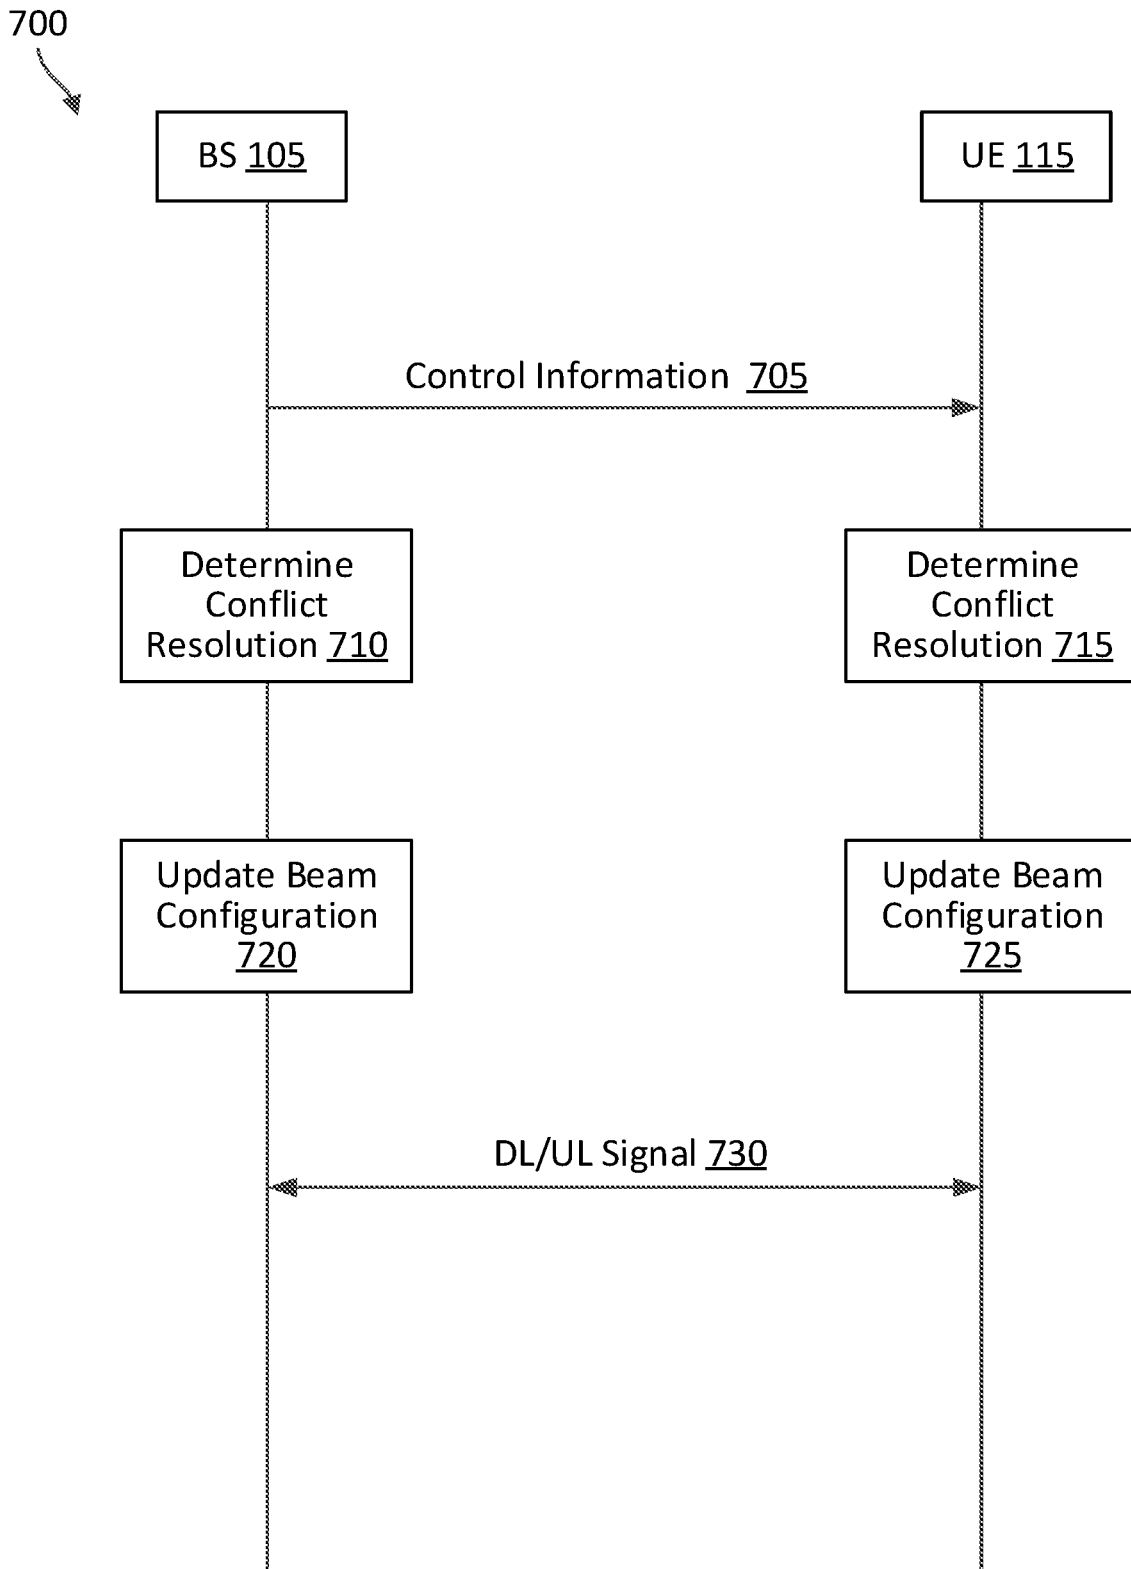 700
BS 105
UE 115
Control Information 705
Determine
Conflict
Resolution 710
Determine
Conflict
Resolution 715
Update Beam
Configuration
720
Update Beam
Configuration
725
DL/UL Signal 730